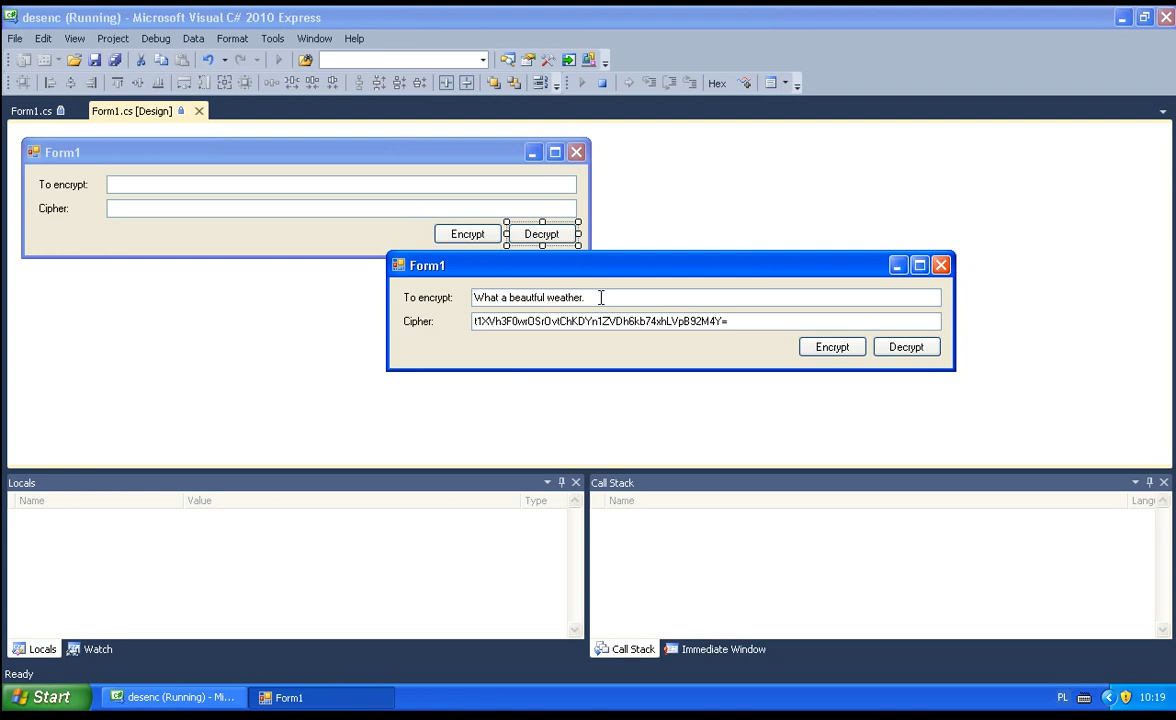 desenc (Running) - Microsoft Visual C# 2010 Express
File Edit View Project Debug Data Format Tools Window Help
Hex
Form1.cs Form1.cs [Design]
Form1
To encrypt:
Cipher:
Encrypt Decrypt
Form1
To encrypt: What a beautful weather.
Cipher: t1XVh3F0wrOSrOvtChKDYn1ZVDh6kb74xhLVpB92M4Y=
Encrypt Decrypt
Locals
Name Value Type
Call Stack
Name Langu
Locals Watch
Call Stack Immediate Window
Ready
Start desenc (Running) - Mi... Form1 PL 10:19